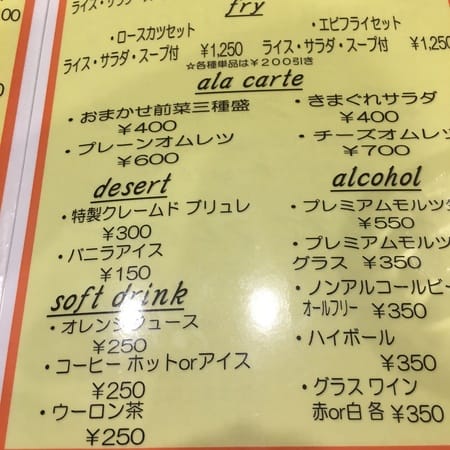 fry
・ロースカツセット
ライス・サラダ・スープ付 ¥1,250
・エビフライセット
ライス・サラダ・スープ付 ¥1,250
☆各種単品は¥200引き
ala carte
・おまかせ前菜三種盛
¥400
・プレーンオムレツ
¥600
・きまぐれサラダ
¥400
・チーズオムレツ
¥700
desert
・特製クレームド ブリュレ
¥300
・バニラアイス
¥150
soft drink
・オレンジジュース
¥250
・コーヒー ホットorアイス
¥250
・ウーロン茶
¥250
alcohol
・プレミアムモルツ
¥550
・プレミアムモルツ
グラス ¥350
・ノンアルコールビー
オールフリー ¥350
・ハイボール
¥350
・グラス ワイン
赤or白 各 ¥350